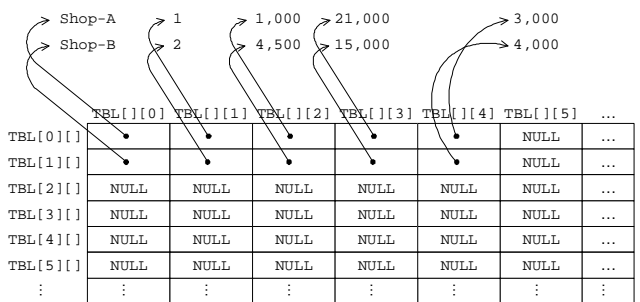 Shop-A 1 1,000 21,000 3,000
Shop-B 2 4,500 15,000 4,000
TBL[][0] TBL[][1] TBL[][2] TBL[][3] TBL[][4] TBL[][5] …
TBL[0][] NULL …
TBL[1][] NULL …
TBL[2][] NULL NULL NULL NULL NULL NULL …
TBL[3][] NULL NULL NULL NULL NULL NULL …
TBL[4][] NULL NULL NULL NULL NULL NULL …
TBL[5][] NULL NULL NULL NULL NULL NULL …
⋮ ⋮ ⋮ ⋮ ⋮ ⋮ ⋮ ⋮